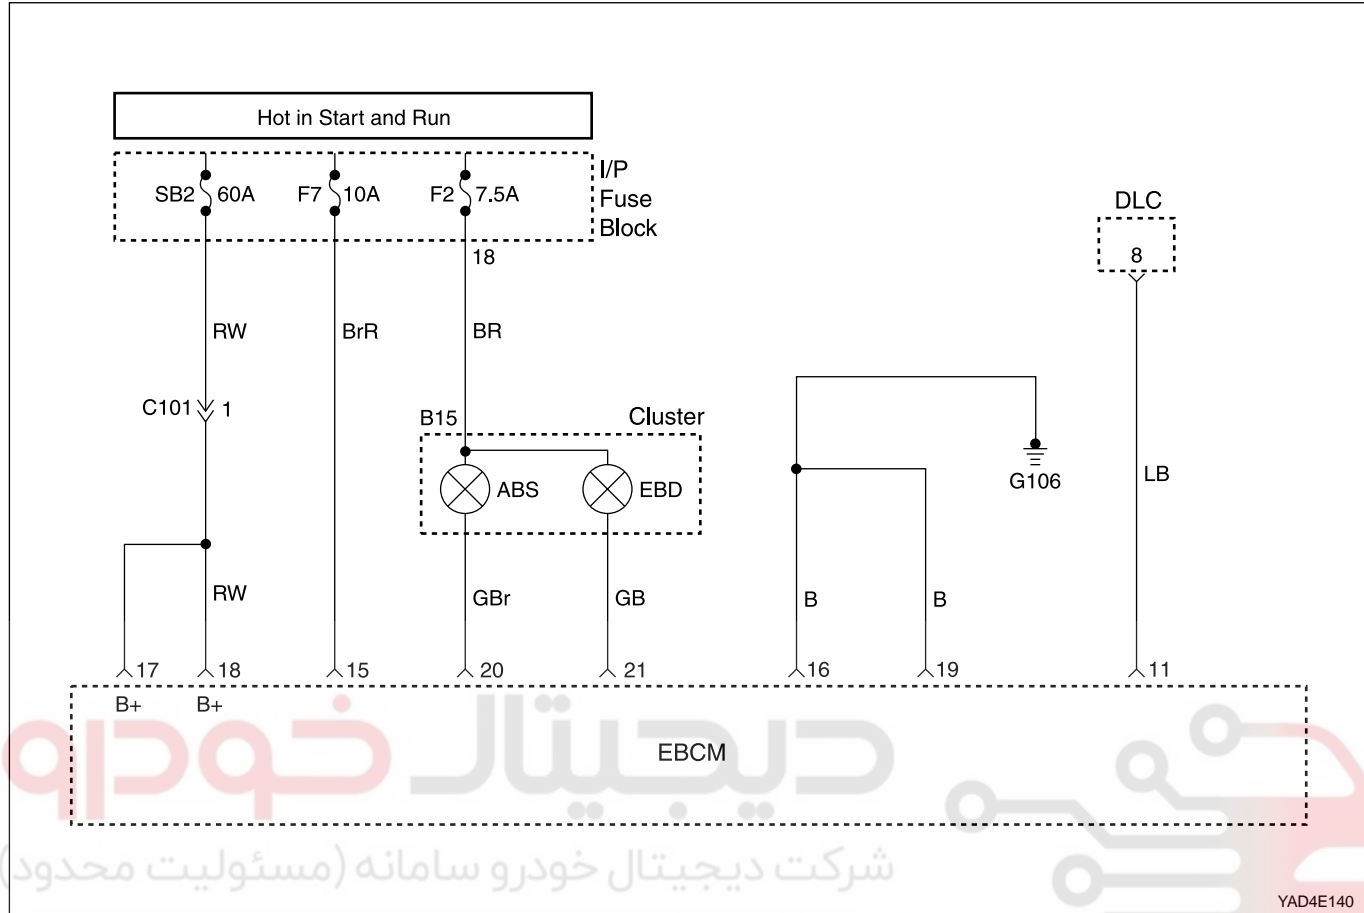 Hot in Start and Run
SB2 60A F7 10A F2 7.5A
I/P
Fuse
Block
18
DLC
8
RW BrR BR
C101 1
B15 Cluster
ABS EBD
G106
LB
RW GBr GB B B
17 18 15 20 21 16 19 11
B+ B+
EBCM
دیجیتال خودرو
شرکت دیجیتال خودرو سامانه (مسئولیت محدود)
YAD4E140